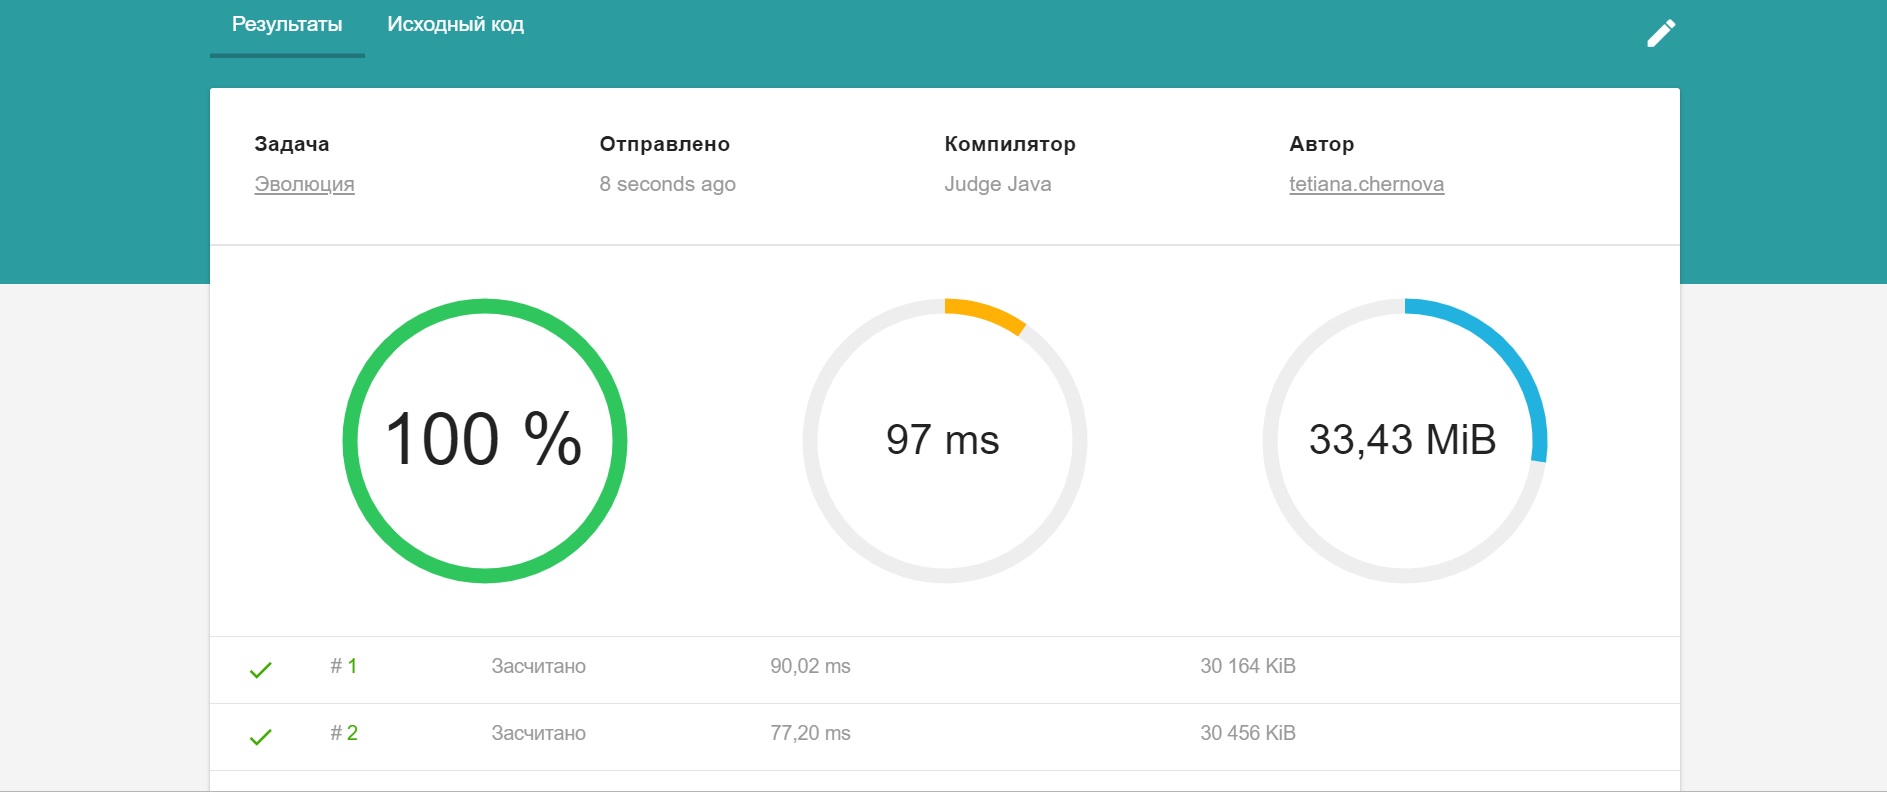 Результаты Исходный код
Задача Отправлено Компилятор Автор
Эволюция 8 seconds ago Judge Java tetiana.chernova
100 % 97 ms 33,43 MiB
# 1 Засчитано 90,02 ms 30 164 KiB
# 2 Засчитано 77,20 ms 30 456 KiB